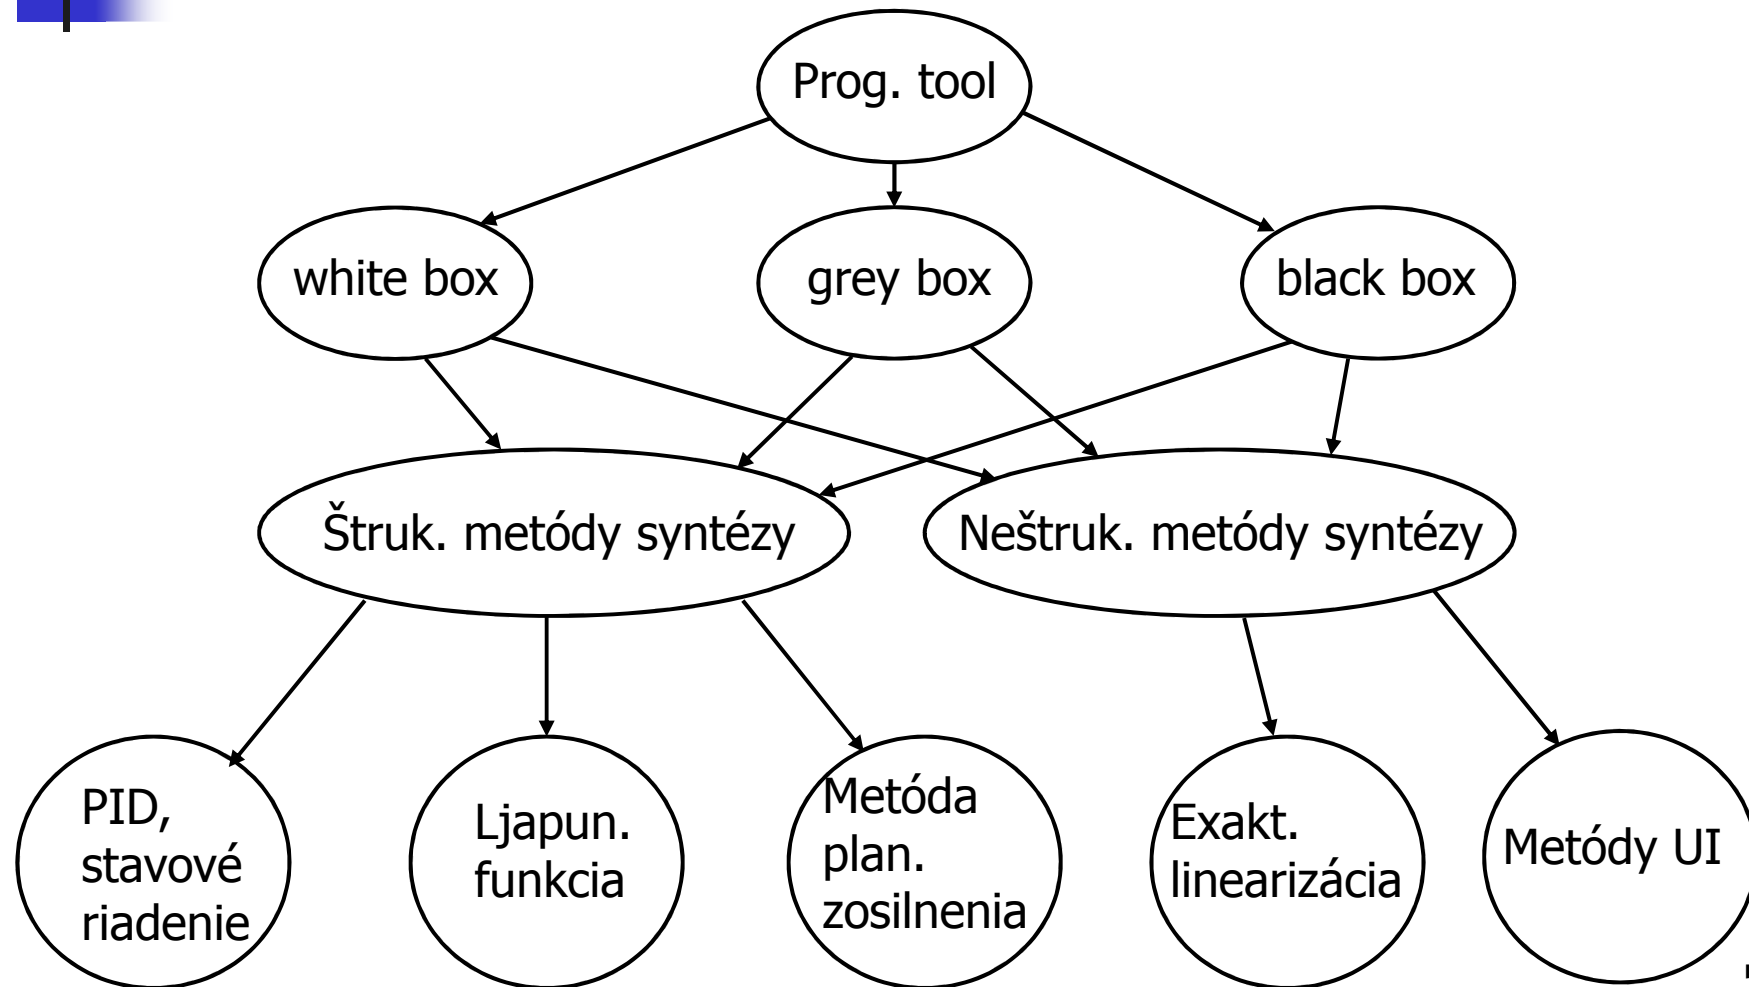 Prog. tool
white box
grey box
black box
Štruk. metódy syntézy
Neštruk. metódy syntézy
PID,
stavové
riadenie
Ljapun.
funkcia
Metóda
plan.
zosilnenia
Exakt.
linearizácia
Metódy UI